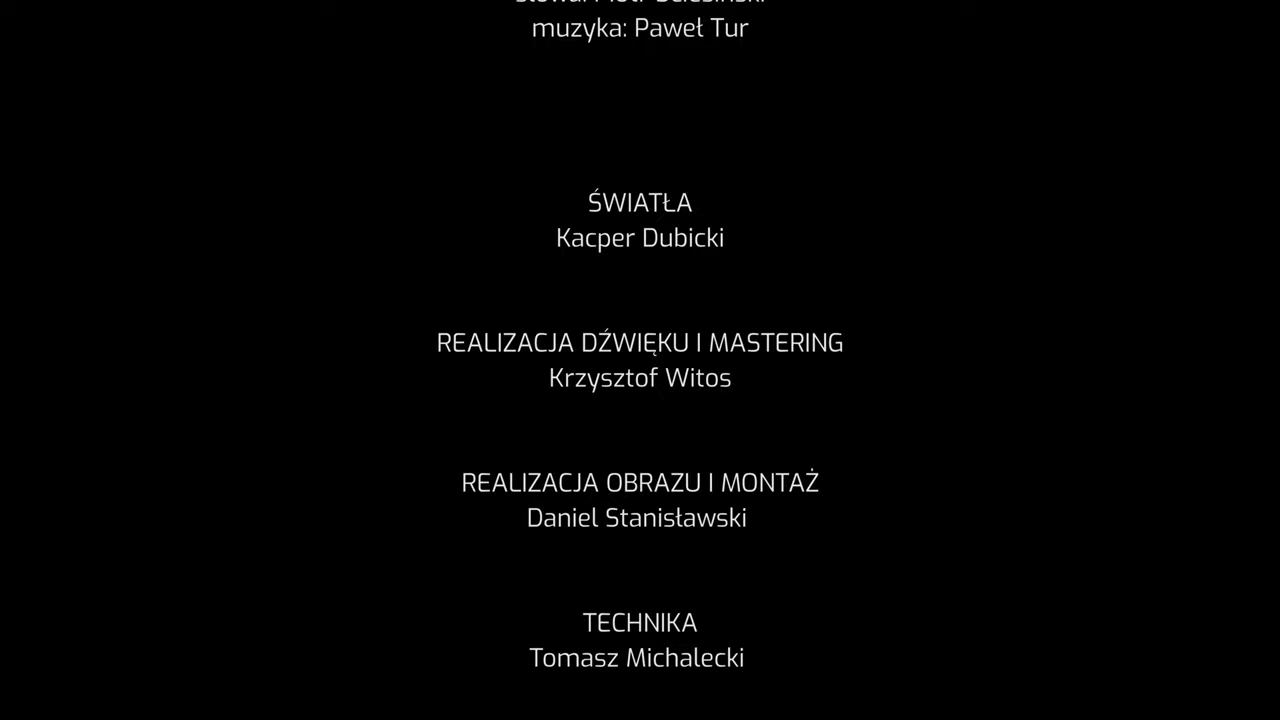 muzyka: Paweł Tur
ŚWIATŁA
Kacper Dubicki
REALIZACJA DŹWIĘKU I MASTERING
Krzysztof Witos
REALIZACJA OBRAZU I MONTAŻ
Daniel Stanisławski
TECHNIKA
Tomasz Michalecki